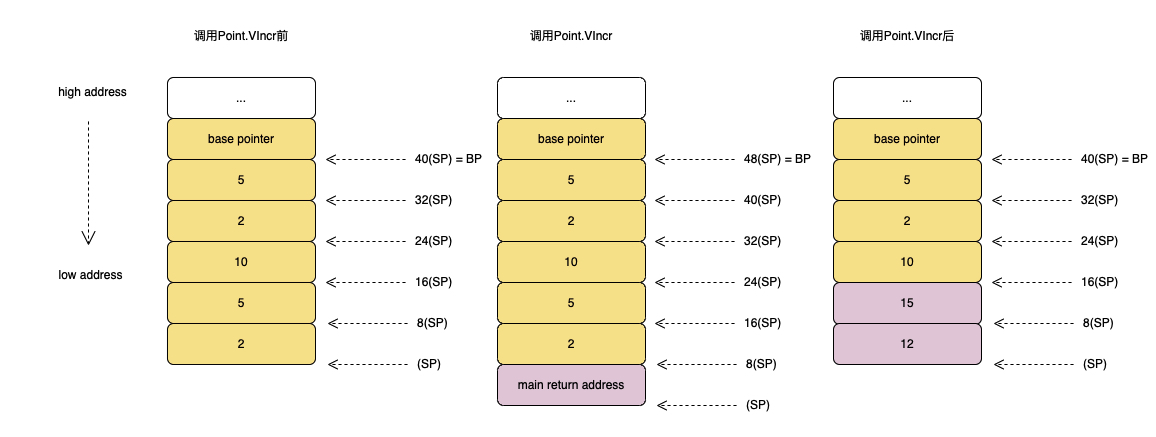 调用Point.VIncr前
调用Point.VIncr
调用Point.VIncr后
high address
low address
...
base pointer
40(SP) = BP
5
32(SP)
2
24(SP)
10
16(SP)
5
8(SP)
2
(SP)
...
base pointer
48(SP) = BP
5
40(SP)
2
32(SP)
10
24(SP)
5
16(SP)
2
8(SP)
main return address
(SP)
...
base pointer
40(SP) = BP
5
32(SP)
2
24(SP)
10
16(SP)
15
8(SP)
12
(SP)